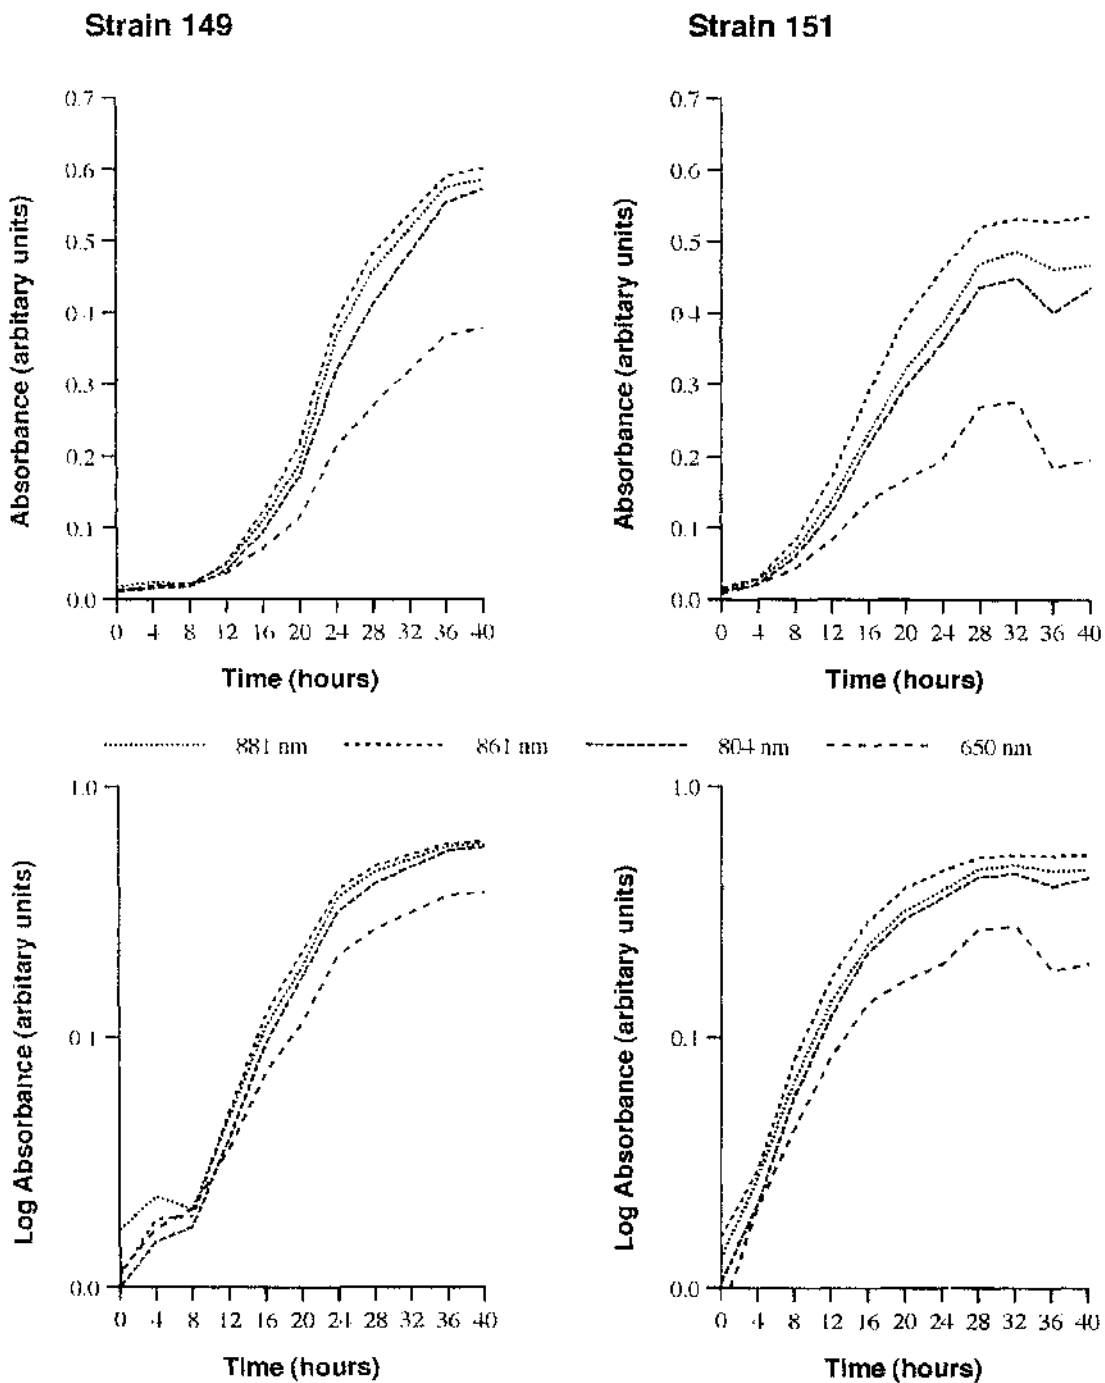 Strain 149
Strain 151
Absorbance (arbitary units)
0.7
0.6
0.5
0.4
0.3
0.2
0.1
0.0
0 4 8 12 16 20 24 28 32 36 40
Time (hours)
Absorbance (arbitary units)
0.7
0.6
0.5
0.4
0.3
0.2
0.1
0.0
0 4 8 12 16 20 24 28 32 36 40
Time (hours)
881 nm 861 nm 804 nm 650 nm
Log Absorbance (arbitary units)
1.0
0.1
0.0
0 4 8 12 16 20 24 28 32 36 40
Time (hours)
Log Absorbance (arbitary units)
1.0
0.1
0.0
0 4 8 12 16 20 24 28 32 36 40
Time (hours)